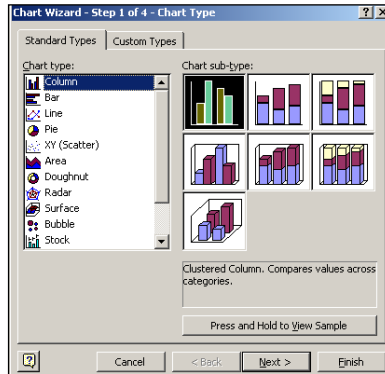 Chart Wizard - Step 1 of 4 - Chart Type
Standard Types
Custom Types
Chart type:
Chart sub-type:
Column
Bar
Line
Pie
XY (Scatter)
Area
Doughnut
Radar
Surface
Bubble
Stock
Clustered Column. Compares values across
categories.
Press and Hold to View Sample
Cancel
< Back
Next >
Finish